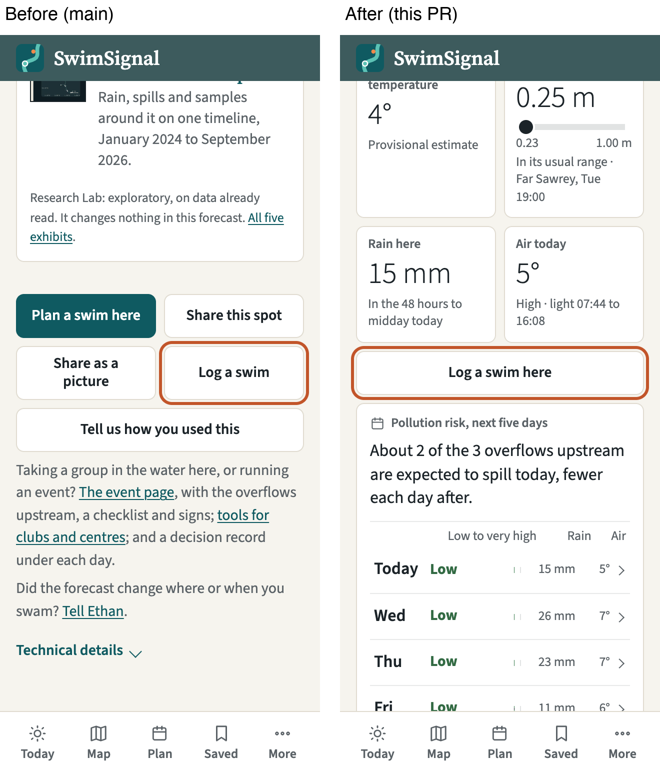 Before (main)
SwimSignal
Rain, spills and samples
around it on one timeline,
January 2024 to September
2026.
Research Lab: exploratory, on data already
read. It changes nothing in this forecast. All five
exhibits.
Plan a swim here
Share this spot
Share as a
picture
Log a swim
Tell us how you used this
Taking a group in the water here, or running
an event? The event page, with the overflows
upstream, a checklist and signs; tools for
clubs and centres; and a decision record
under each day.
Did the forecast change where or when you
swam? Tell Ethan.
Technical details
Today
Map
Plan
Saved
More
After (this PR)
SwimSignal
temperature
4°
Provisional estimate
0.25 m
0.23
1.00 m
In its usual range ·
Far Sawrey, Tue
19:00
Rain here
15 mm
In the 48 hours to
midday today
Air today
5°
High · light 07:44 to
16:08
Log a swim here
Pollution risk, next five days
About 2 of the 3 overflows upstream
are expected to spill today, fewer
each day after.
Low to very high Rain Air
Today Low 15 mm 5°
Wed Low 26 mm 7°
Thu Low 23 mm 7°
Fri Low 11 mm 6°
Today
Map
Plan
Saved
More